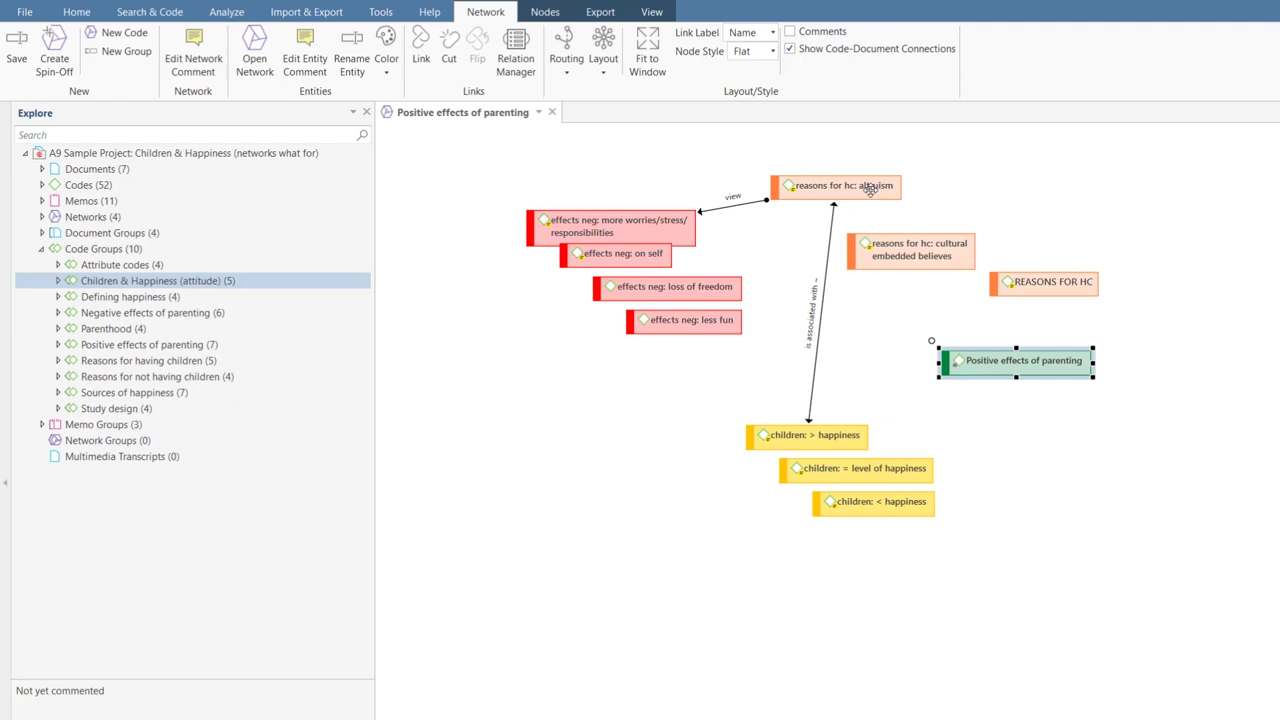 File Home Search & Code Analyze Import & Export Tools Help Network Nodes Export View
Save
Create
Spin-Off
New Code
New Group
New
Edit Network
Comment
Network
Open
Network
Edit Entity
Comment
Rename
Entity
Color
Entities
Link
Cut
Flip
Relation
Manager
Links
Routing
Layout
Fit to
Window
Link Label Name
Node Style Flat
Comments
Show Code-Document Connections
Layout/Style
Explore
Search
A9 Sample Project: Children & Happiness (networks what for)
Documents (7)
Codes (52)
Memos (11)
Networks (4)
Document Groups (4)
Code Groups (10)
Attribute codes (4)
Children & Happiness (attitude) (5)
Defining happiness (4)
Negative effects of parenting (6)
Parenthood (4)
Positive effects of parenting (7)
Reasons for having children (5)
Reasons for not having children (4)
Sources of happiness (7)
Study design (4)
Memo Groups (3)
Network Groups (0)
Multimedia Transcripts (0)
Not yet commented
Positive effects of parenting
reasons for hc: altruism
view
effects neg: more worries/stress/
responsibilities
effects neg: on self
effects neg: loss of freedom
effects neg: less fun
reasons for hc: cultural
embedded believes
REASONS FOR HC
is associated with ~
Positive effects of parenting
children: > happiness
children: = level of happiness
children: < happiness